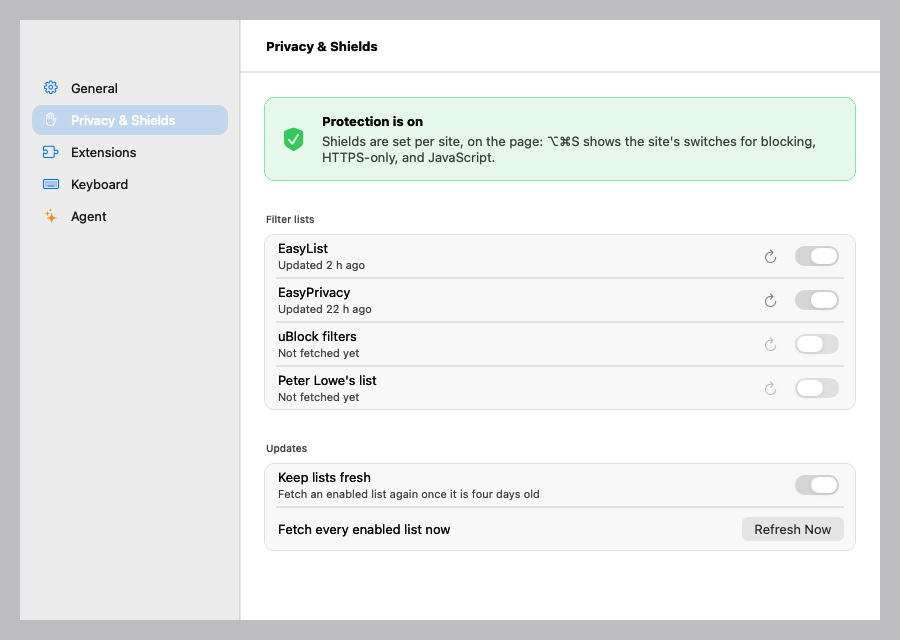 Privacy & Shields
General
Privacy & Shields
Extensions
Keyboard
Agent
Protection is on
Shields are set per site, on the page: ⌥⌘S shows the site's switches for blocking,
HTTPS-only, and JavaScript.
Filter lists
EasyList
Updated 2 h ago
EasyPrivacy
Updated 22 h ago
uBlock filters
Not fetched yet
Peter Lowe's list
Not fetched yet
Updates
Keep lists fresh
Fetch an enabled list again once it is four days old
Fetch every enabled list now
Refresh Now